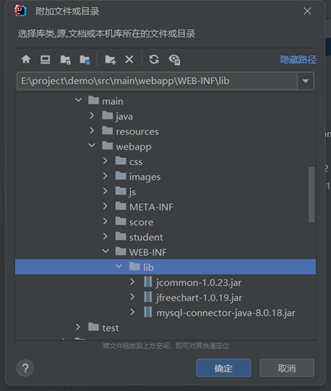 附加文件或目录
选择库类,源,文档或本机库所在的文件或目录
隐藏路径
E:\project\demo\src\main\webapp\WEB-INF\lib
main
java
resources
webapp
css
images
js
META-INF
score
student
WEB-INF
lib
jcommon-1.0.23.jar
jfreechart-1.0.19.jar
mysql-connector-java-8.0.18.jar
test
将文件拖放到上方空间，即可对其快速定位
?
确定
取消